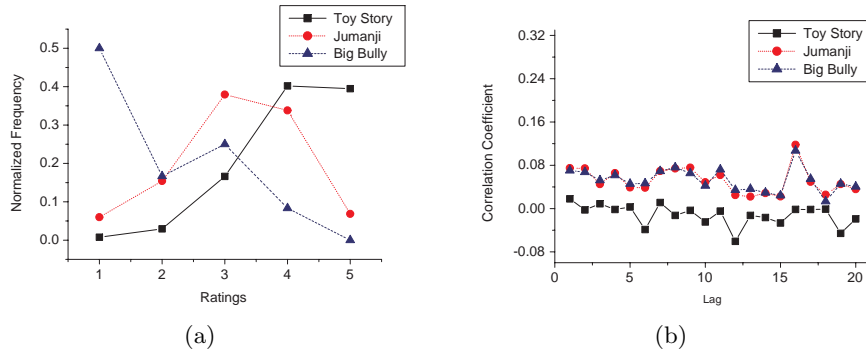 Toy Story
Jumanji
Big Bully
0.5
0.4
0.3
0.2
0.1
0.0
Normalized Frequency
1 2 3 4 5
Ratings
(a)
Toy Story
Jumanji
Big Bully
0.32
0.24
0.16
0.08
0.00
-0.08
Correlation Coefficient
0 5 10 15 20
Lag
(b)